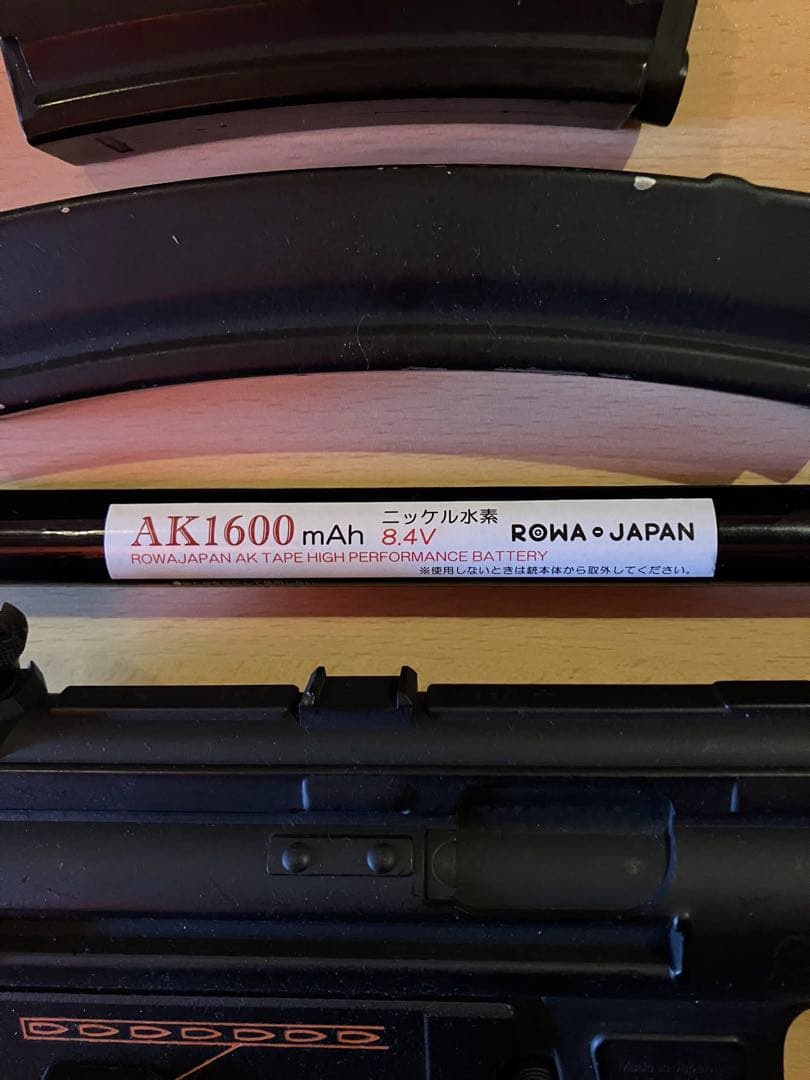 AK1600 mAh ニッケル水素 8.4V ROWA JAPAN
ROWAJAPAN AK TAPE HIGH PERFORMANCE BATTERY
※使用しないときは銃本体から取外してください。
Made in